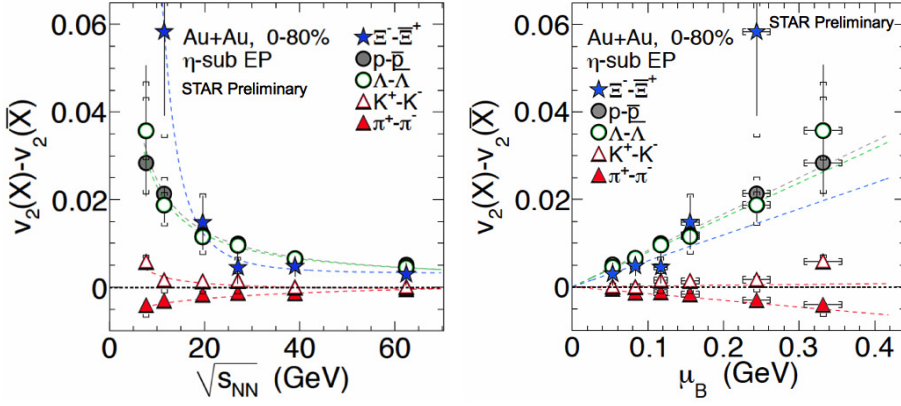 v₂(X)-v₂(X̅)
0.06
0.04
0.02
0
Au+Au, 0-80%
η-sub EP
STAR Preliminary
Ξ⁻-Ξ̅⁺
p-p̅
Λ-Λ̅
K⁺-K⁻
π⁺-π⁻
0 20 40 60
√s_NN (GeV)
v₂(X)-v₂(X̅)
0.06
0.04
0.02
0
STAR Preliminary
Au+Au, 0-80%
η-sub EP
Ξ⁻-Ξ̅⁺
p-p̅
Λ-Λ̅
K⁺-K⁻
π⁺-π⁻
0 0.1 0.2 0.3 0.4
μ_B (GeV)